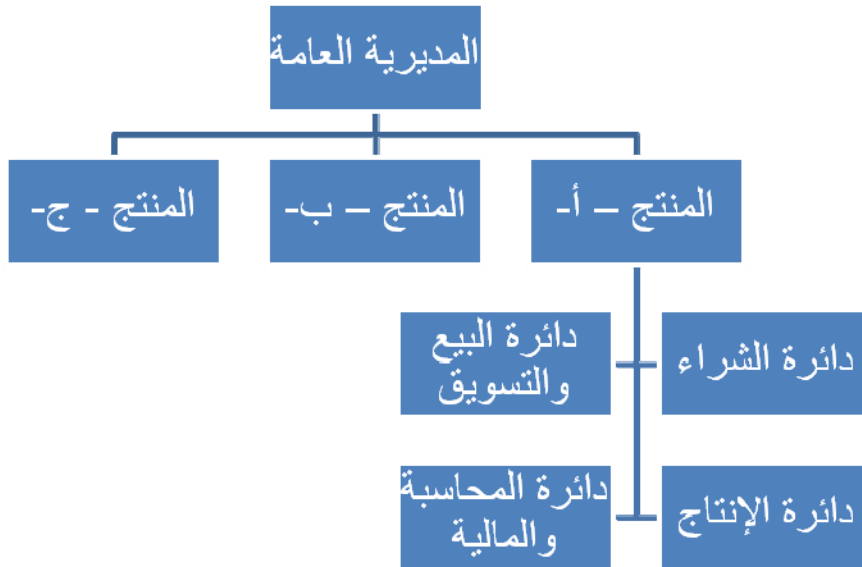 المديرية العامة
المنتج – أ-
المنتج – ب-
المنتج - ج-
دائرة الشراء
دائرة البيع
والتسويق
دائرة الإنتاج
دائرة المحاسبة
والمالية